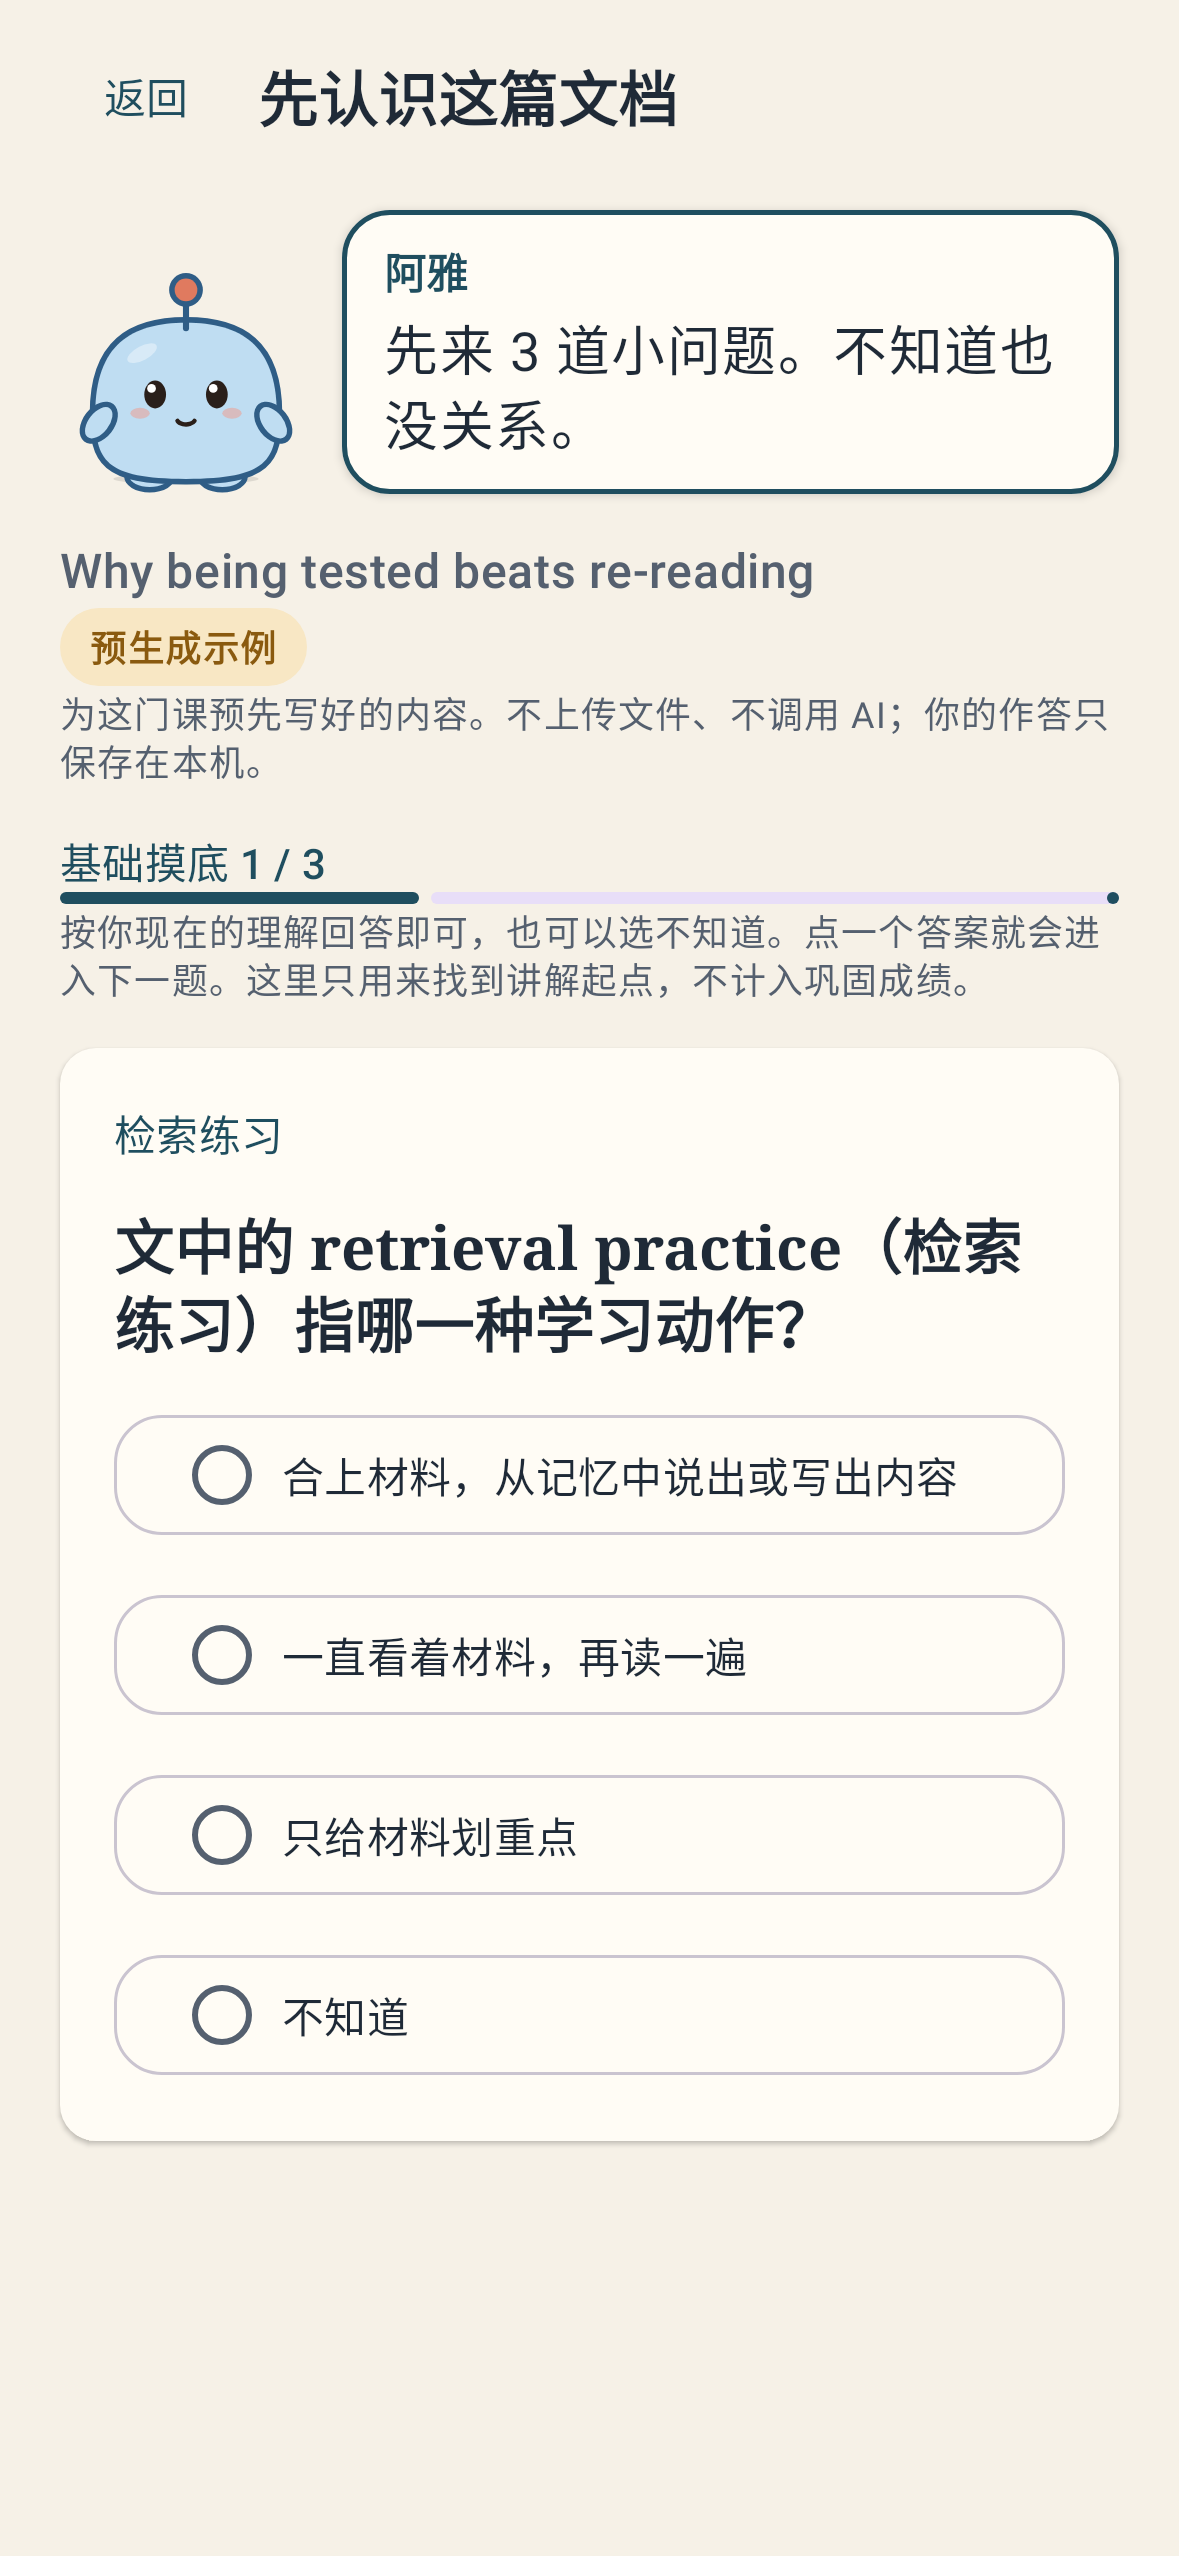 返回 先认识这篇文档
阿雅
先来 3 道小问题。不知道也
没关系。
Why being tested beats re-reading
预生成示例
为这门课预先写好的内容。不上传文件、不调用 AI；你的作答只
保存在本机。
基础摸底 1 / 3
按你现在的理解回答即可，也可以选不知道。点一个答案就会进
入下一题。这里只用来找到讲解起点，不计入巩固成绩。
检索练习
文中的 retrieval practice（检索
练习）指哪一种学习动作？
合上材料，从记忆中说出或写出内容
一直看着材料，再读一遍
只给材料划重点
不知道